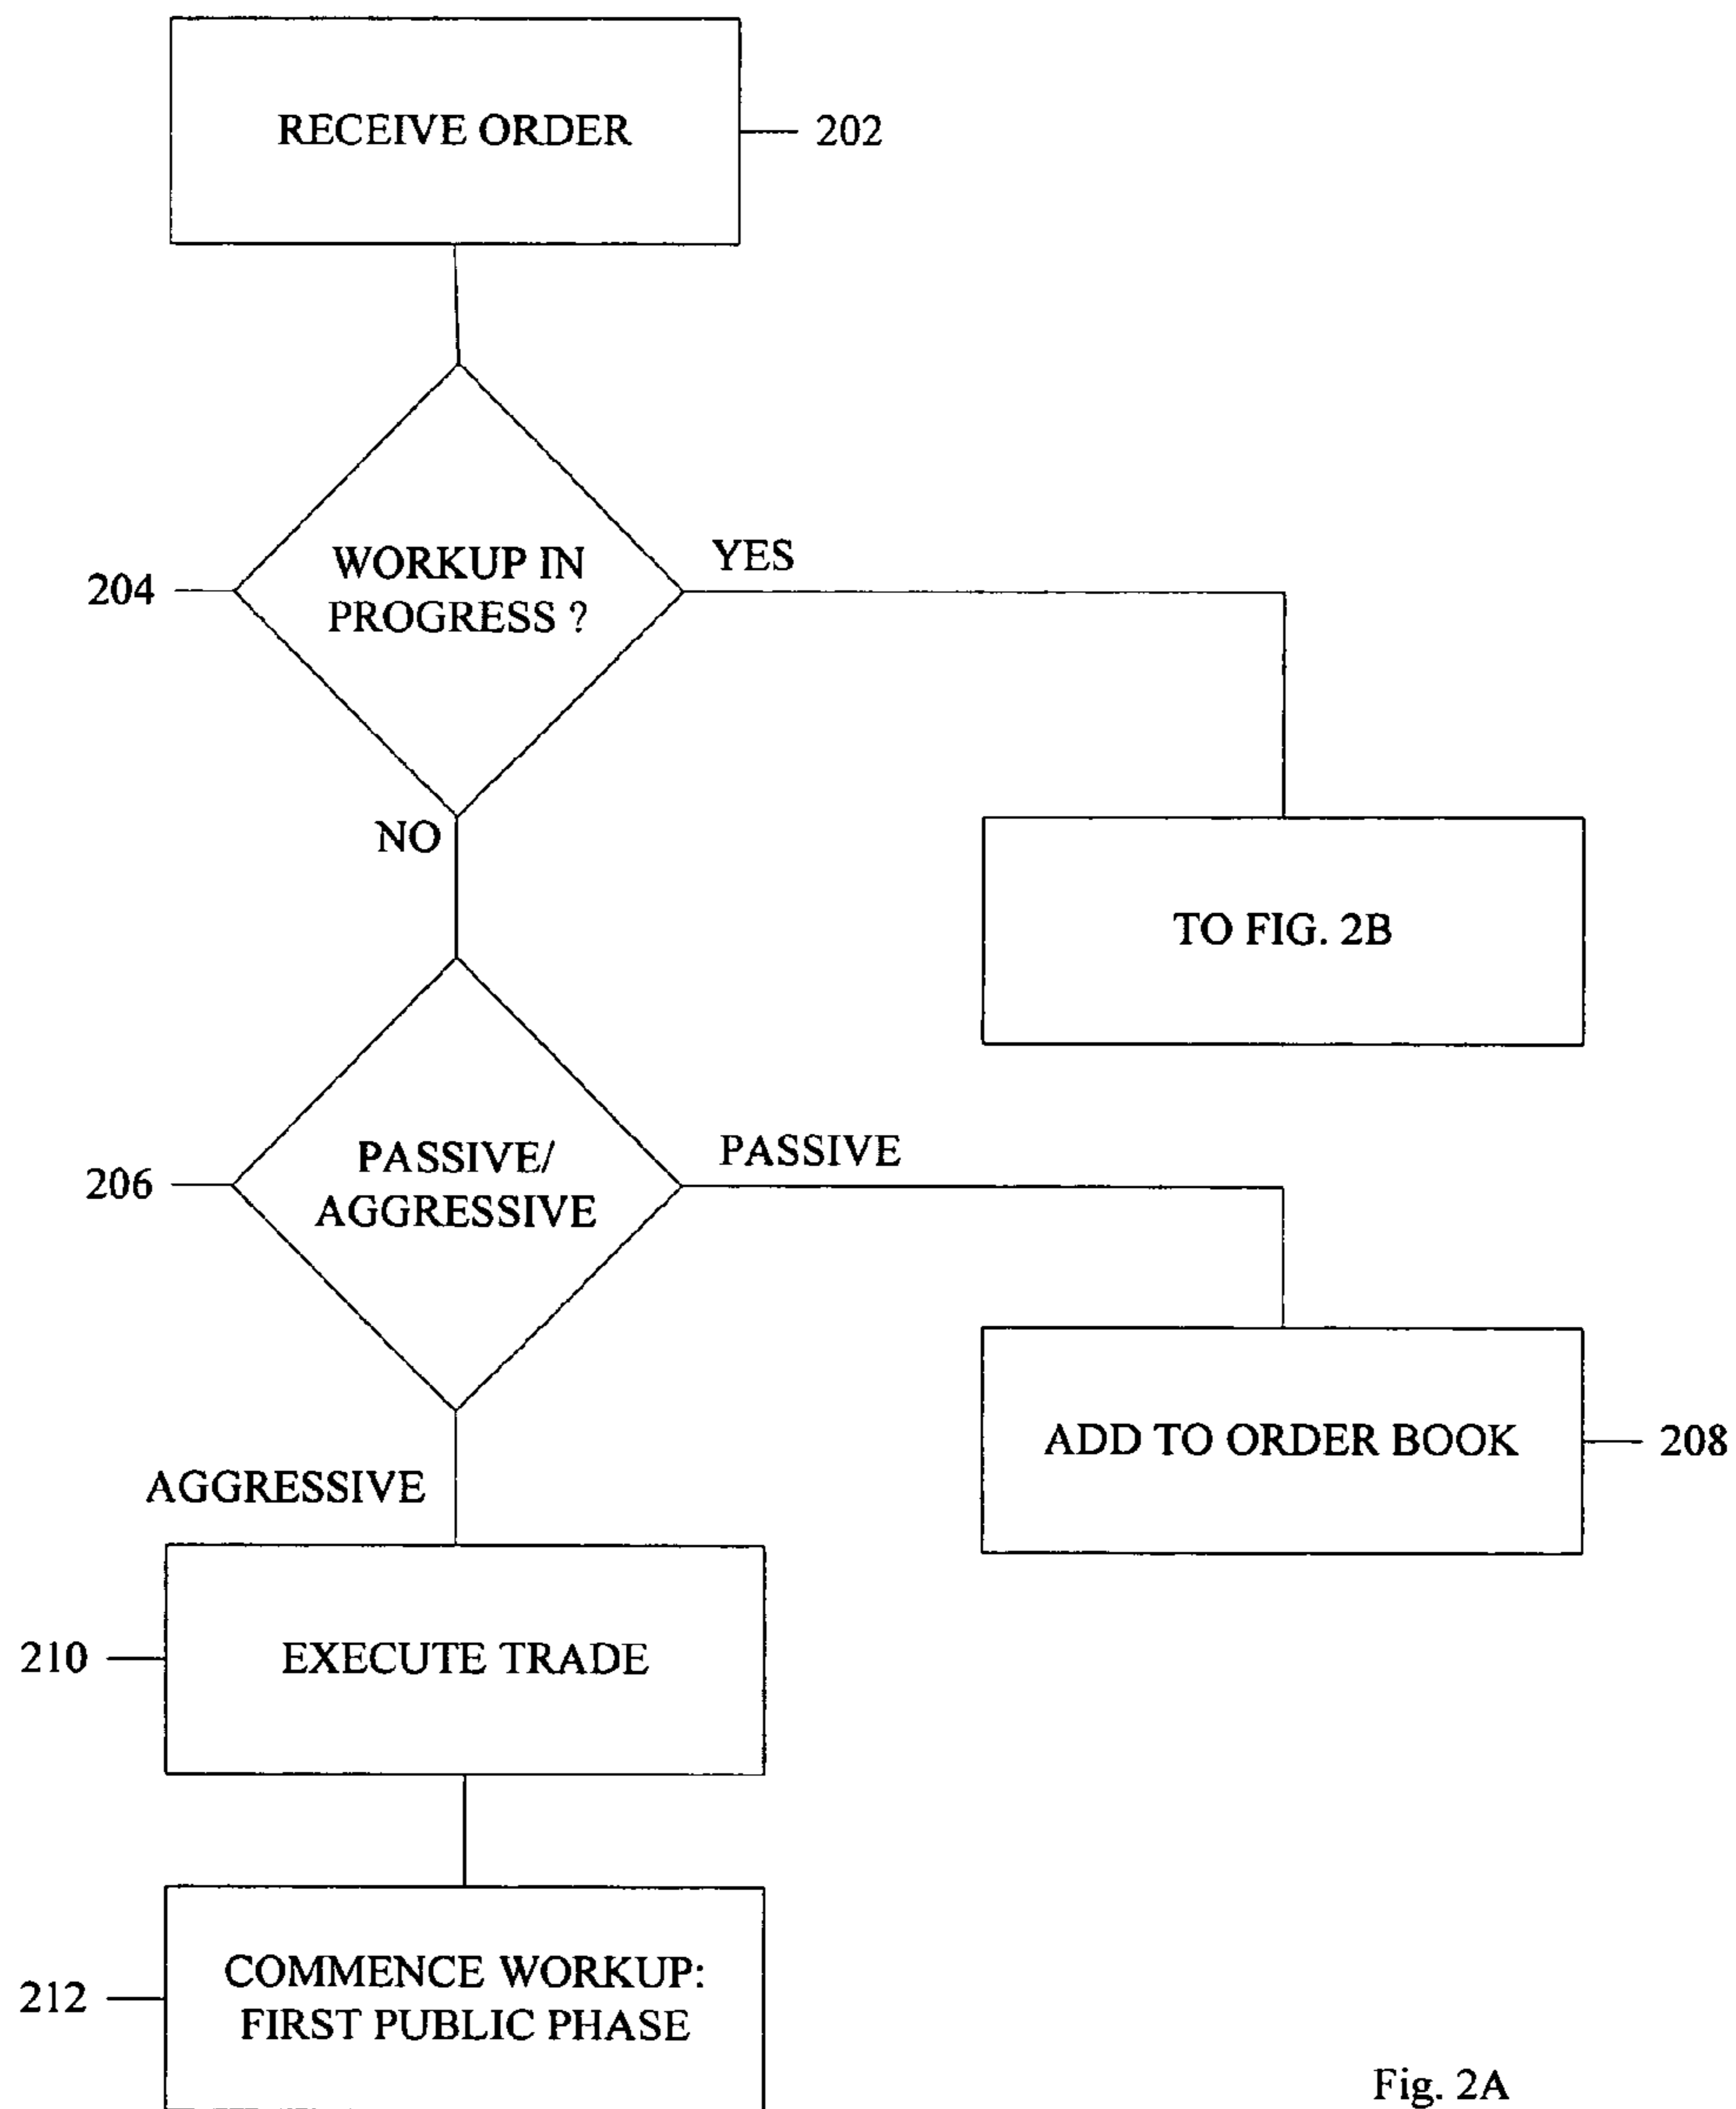 RECEIVE ORDER
202
204
WORKUP IN
PROGRESS ?
YES
NO
TO FIG. 2B
206
PASSIVE/
AGGRESSIVE
PASSIVE
ADD TO ORDER BOOK
208
AGGRESSIVE
210
EXECUTE TRADE
212
COMMENCE WORKUP:
FIRST PUBLIC PHASE
Fig. 2A